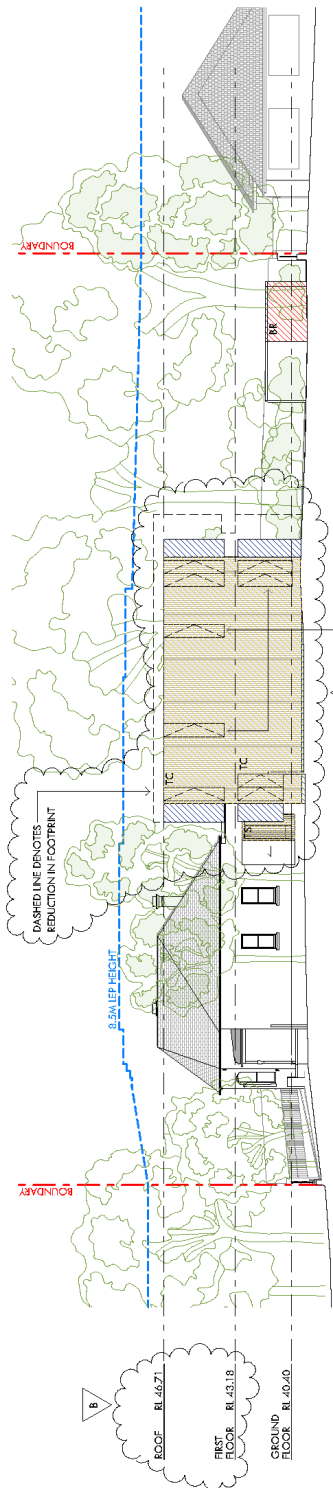 B
ROOF RL 46.71
FIRST
FLOOR RL 43.18
GROUND
FLOOR RL 40.40
BOUNDARY
8.5M LEP HEIGHT
DASHED LINE DENOTES
REDUCTION IN FOOTPRINT
TC
TC
BR
BOUNDARY